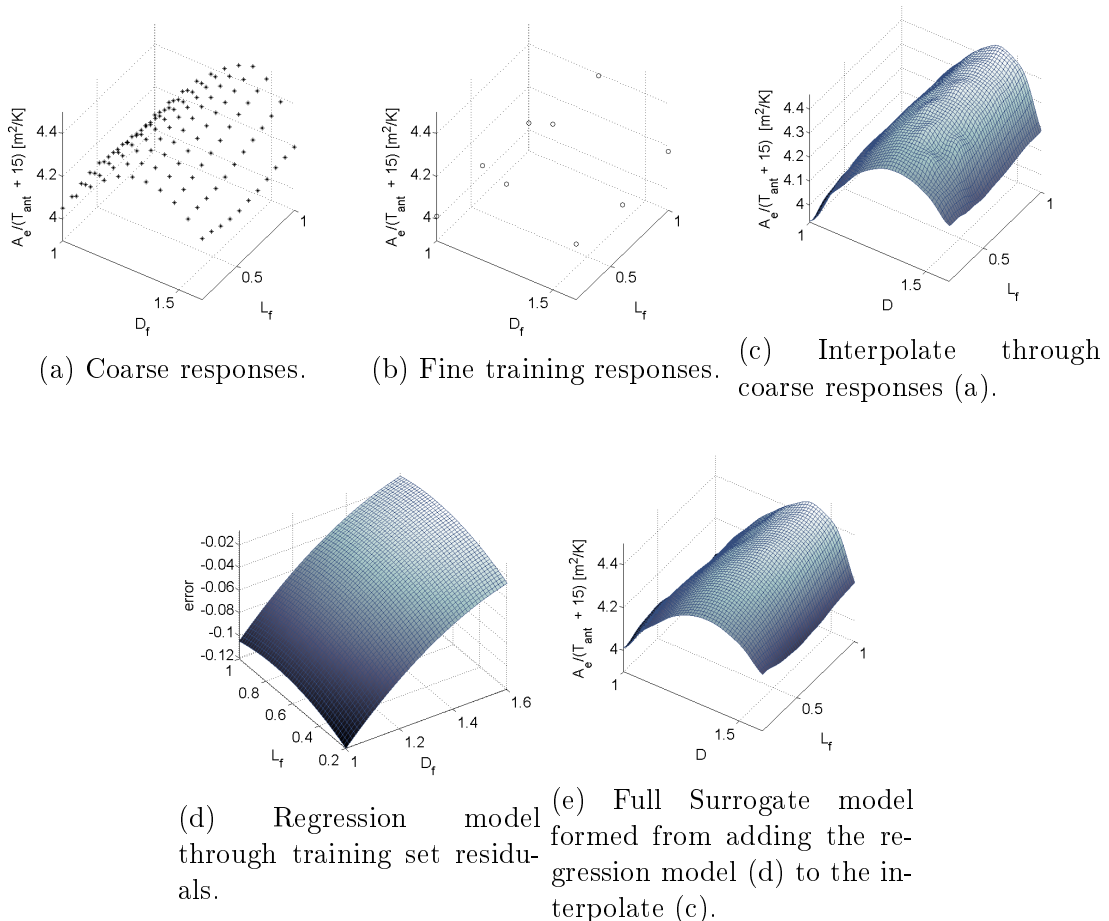 4.4
4.2
4
A_e/(T_ant + 15) [m²/K]
1
1.5
D_f
0.5
1
L_f
(a) Coarse responses.
4.4
4.2
4
A_e/(T_ant + 15) [m²/K]
1
1.5
D_f
0.5
1
L_f
(b) Fine training responses.
4.4
4.3
4.2
4.1
4
A_e/(T_ant + 15) [m²/K]
1
1.5
D
0.5
1
L_f
(c) Interpolate through
coarse responses (a).
-0.02
-0.04
-0.06
-0.08
-0.1
-0.12
error
1
0.8
0.6
0.4
0.2
L_f
1
1.2
1.4
1.6
D_f
(d) Regression model
through training set residu-
als.
4.4
4.2
4
A_e/(T_ant + 15) [m²/K]
1
1.5
D
0.5
1
L_f
(e) Full Surrogate model
formed from adding the re-
gression model (d) to the in-
terpolate (c).